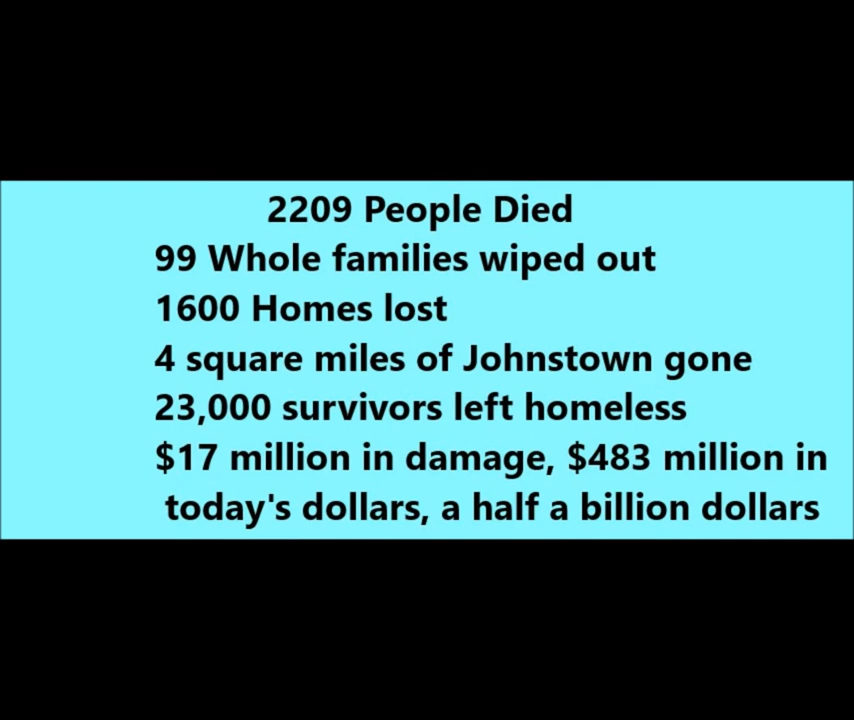 2209 People Died
99 Whole families wiped out
1600 Homes lost
4 square miles of Johnstown gone
23,000 survivors left homeless
$17 million in damage, $483 million in
today's dollars, a half a billion dollars